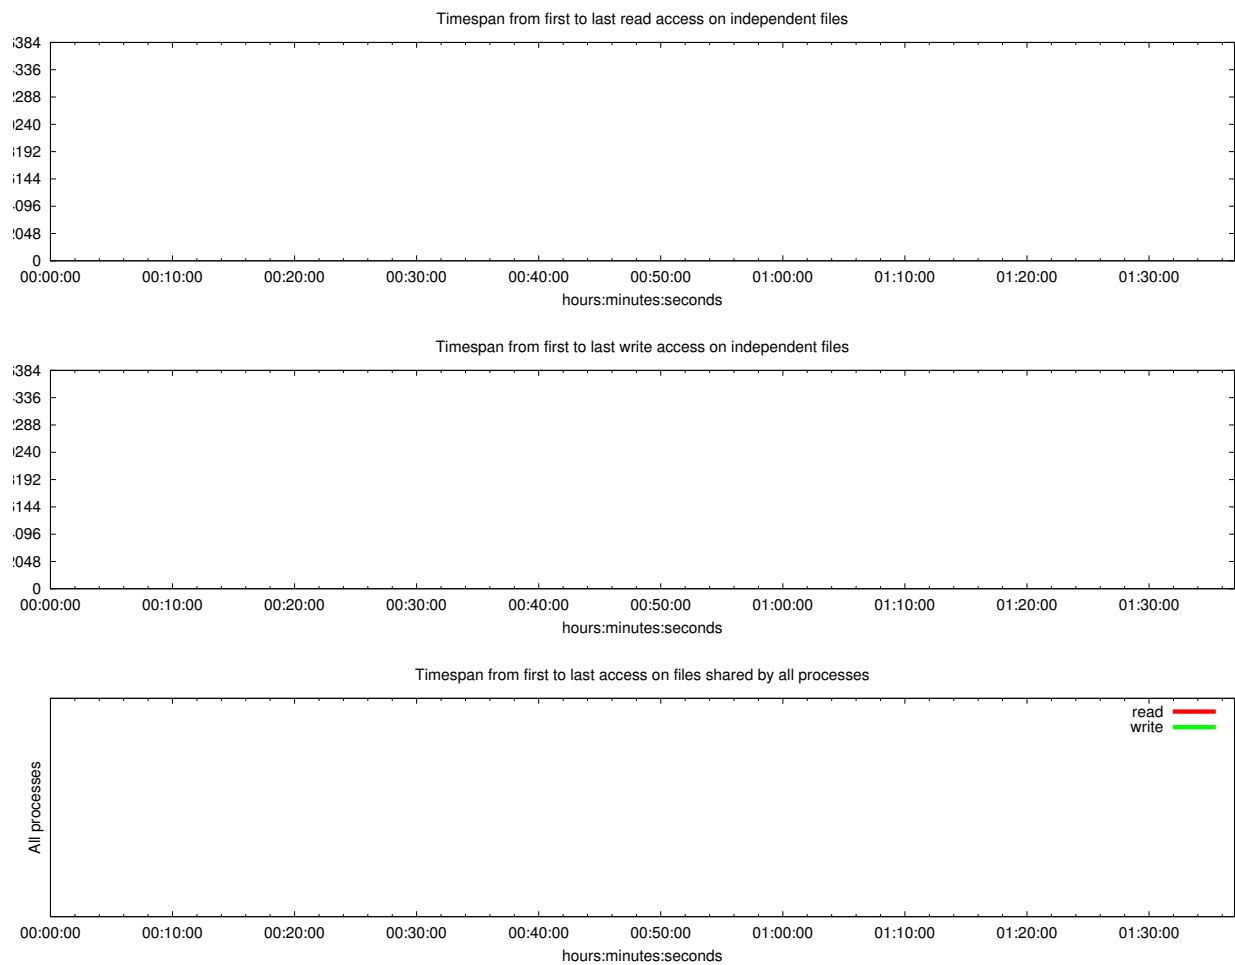 Timespan from first to last read access on independent files
384
336
288
240
192
144
096
048
0
00:00:00 00:10:00 00:20:00 00:30:00 00:40:00 00:50:00 01:00:00 01:10:00 01:20:00 01:30:00
hours:minutes:seconds
Timespan from first to last write access on independent files
384
336
288
240
192
144
096
048
0
00:00:00 00:10:00 00:20:00 00:30:00 00:40:00 00:50:00 01:00:00 01:10:00 01:20:00 01:30:00
hours:minutes:seconds
Timespan from first to last access on files shared by all processes
read
write
All processes
00:00:00 00:10:00 00:20:00 00:30:00 00:40:00 00:50:00 01:00:00 01:10:00 01:20:00 01:30:00
hours:minutes:seconds